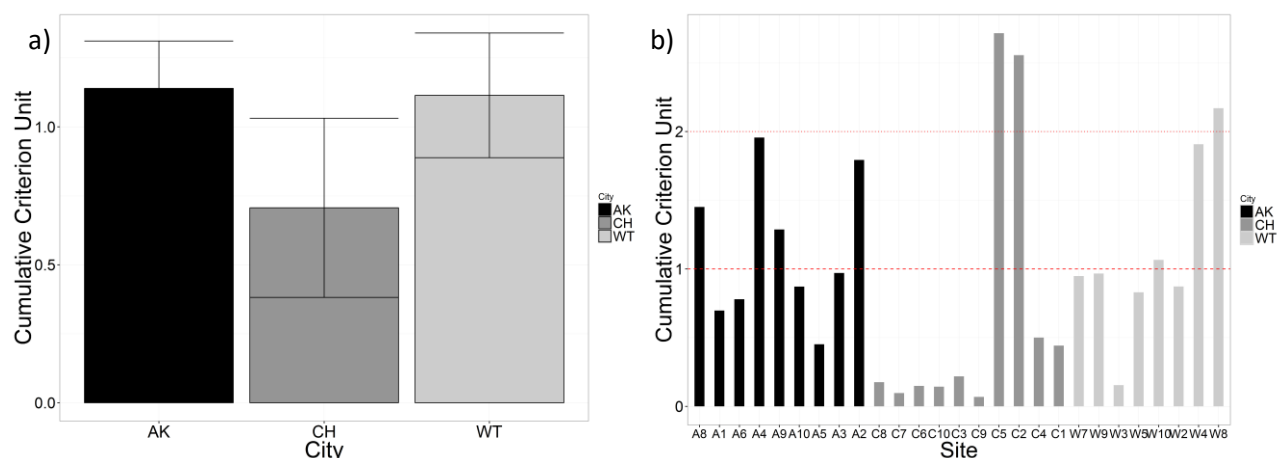 a)
Cumulative Criterion Unit
1.0
0.5
0.0
AK CH WT
City
City
AK
CH
WT
b)
Cumulative Criterion Unit
2
1
0
A8 A1 A6 A4 A9 A10 A5 A3 A2 C8 C7 C6 C10 C3 C9 C5 C2 C4 C1 W7 W9 W3 W5 W10 W2 W4 W8
Site
City
AK
CH
WT